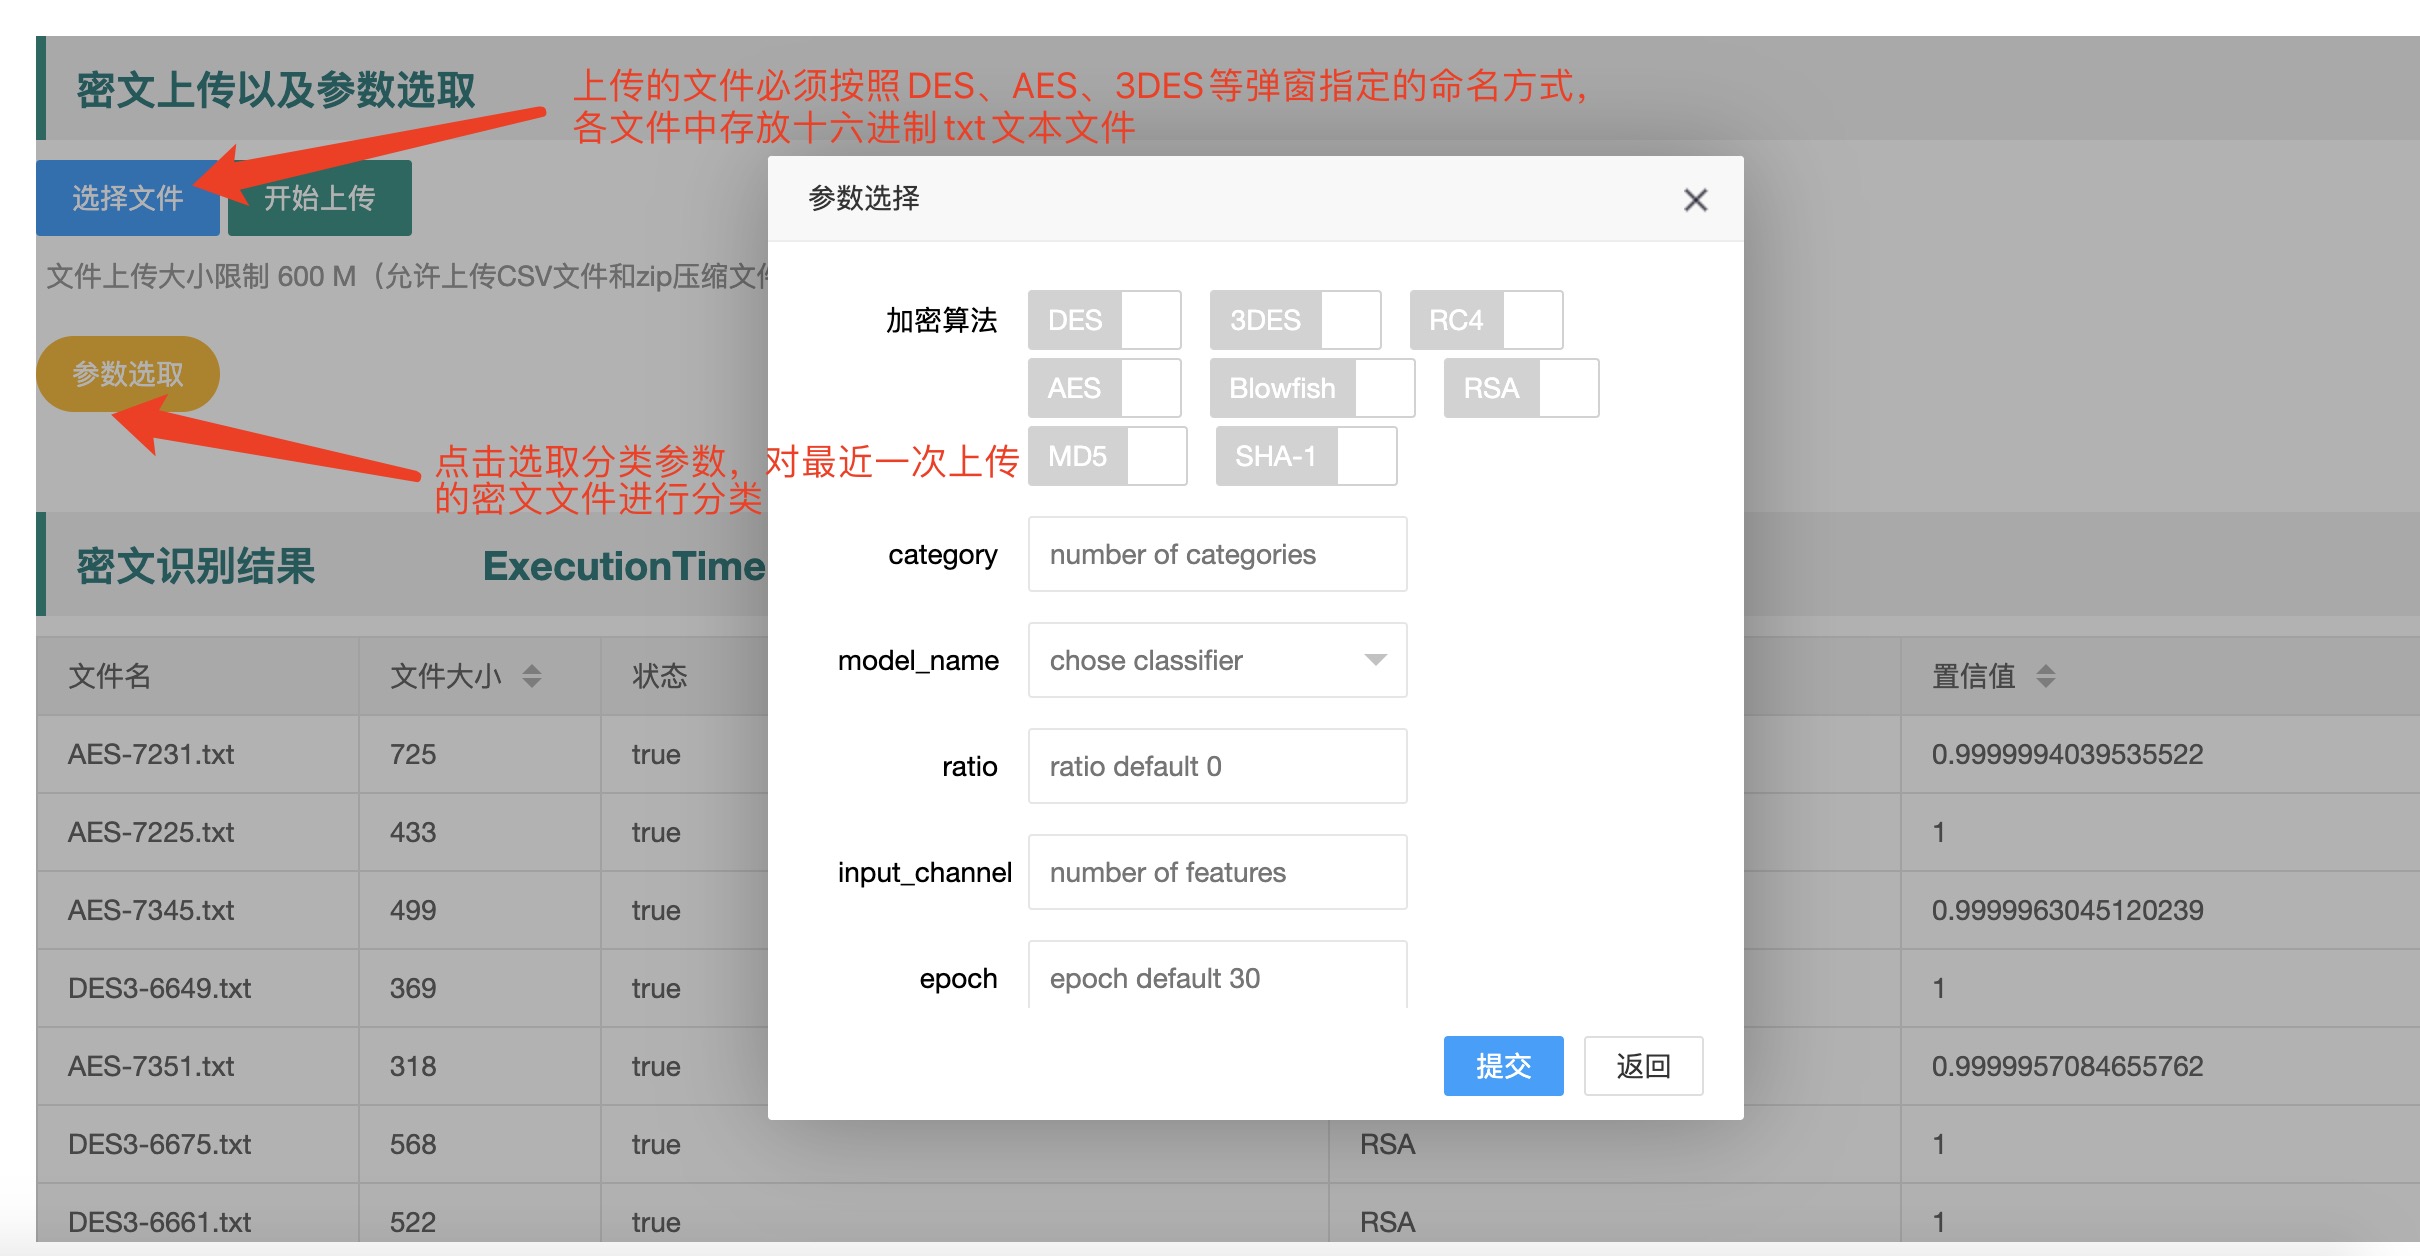 密文上传以及参数选取
上传的文件必须按照DES、AES、3DES等弹窗指定的命名方式，
各文件中存放十六进制txt文本文件
选择文件 开始上传
文件上传大小限制 600 M（允许上传CSV文件和zip压缩文件
参数选取
点击选取分类参数，对最近一次上传
的密文文件进行分类
参数选择
加密算法 DES 3DES RC4
AES Blowfish RSA
MD5 SHA-1
category number of categories
model_name chose classifier
ratio ratio default 0
input_channel number of features
epoch epoch default 30
提交 返回
密文识别结果 ExecutionTime
文件名 文件大小 状态 置信值
AES-7231.txt 725 true 0.9999994039535522
AES-7225.txt 433 true 1
AES-7345.txt 499 true 0.9999963045120239
DES3-6649.txt 369 true 1
AES-7351.txt 318 true 0.9999957084655762
DES3-6675.txt 568 true RSA 1
DES3-6661.txt 522 true RSA 1